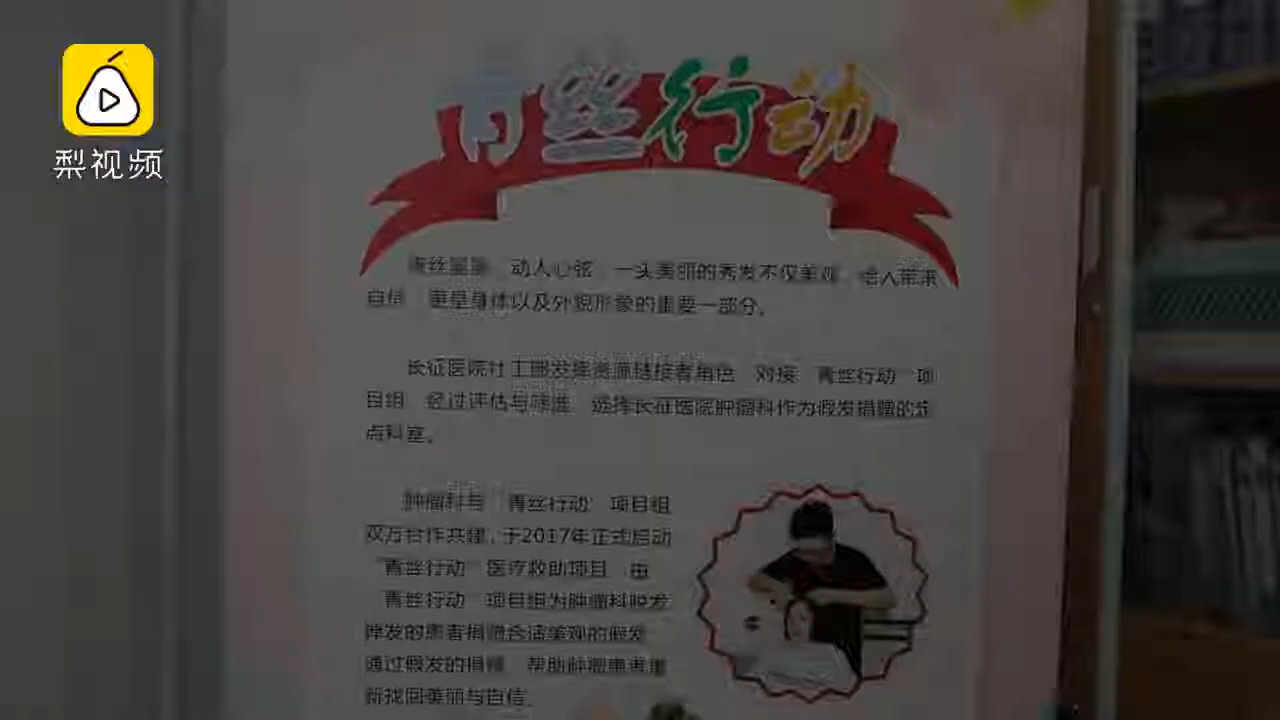 梨视频
青丝行动
青丝墨墨，动人心弦，一头美丽的秀发不仅美观，给人带来
自信，更是身体以及外貌形象的重要一部分。
长征医院社工部发挥资源链接者角色，对接“青丝行动”项
目组，经过评估与筛选，选择长征医院肿瘤科作为假发捐赠的定
点科室。
肿瘤科与“青丝行动”项目组
双方合作共建，于2017年正式启动
“青丝行动”医疗救助项目，由
“青丝行动”项目组为肿瘤科脱发
掉发的患者捐赠合适美观的假发，
通过假发的捐赠，帮助肿瘤患者重
新找回美丽与自信。